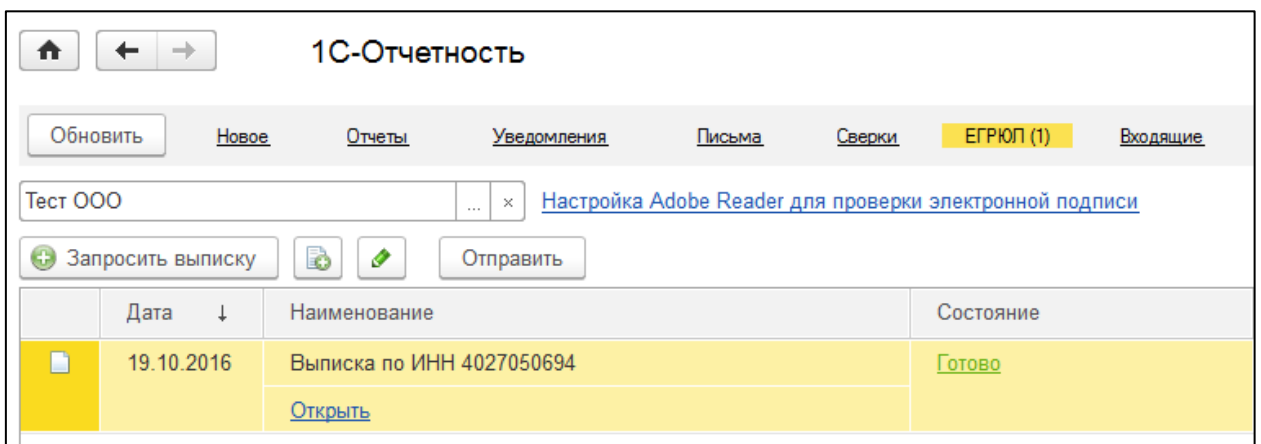 1С-Отчетность
Обновить Новое Отчеты Уведомления Письма Сверки ЕГРЮЛ (1) Входящие
Тест ООО ... × Настройка Adobe Reader для проверки электронной подписи
Запросить выписку Отправить
Дата ↓ Наименование Состояние
19.10.2016 Выписка по ИНН 4027050694 Готово
Открыть